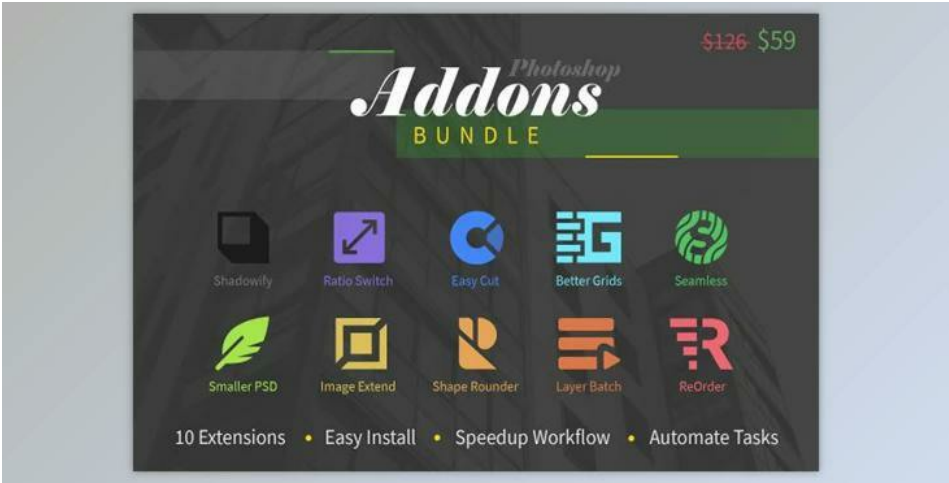 $126 $59
Photoshop
Addons
BUNDLE
Shadowify Ratio Switch Easy Cut Better Grids Seamless
Smaller PSD Image Extend Shape Rounder Layer Batch ReOrder
10 Extensions • Easy Install • Speedup Workflow • Automate Tasks